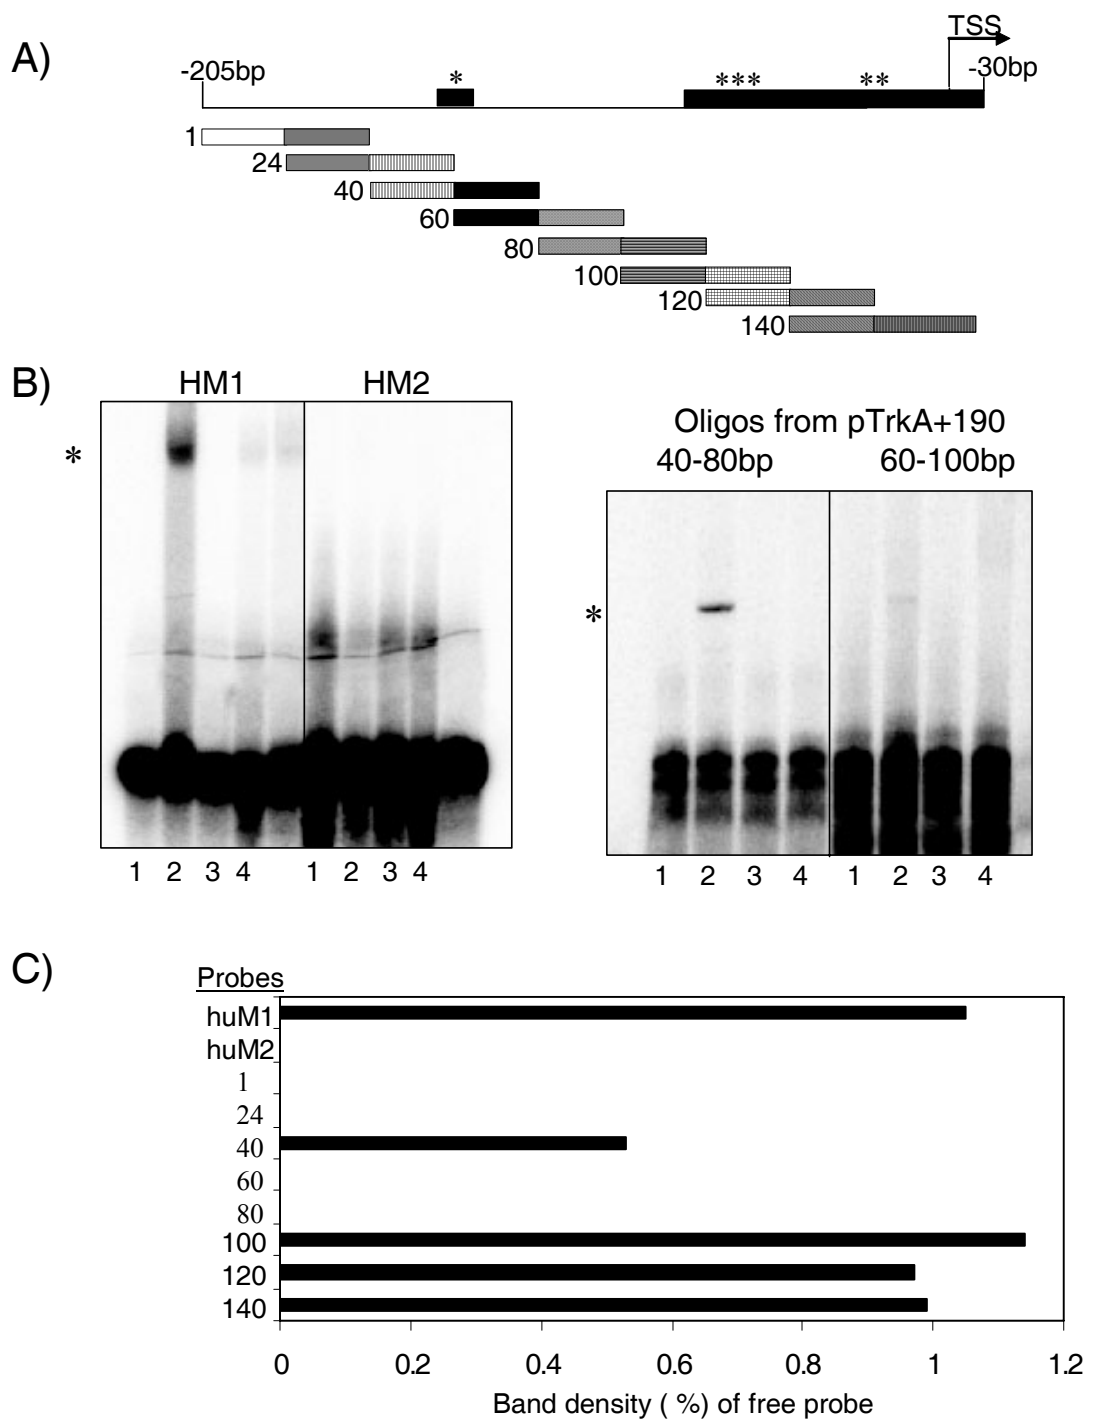 A)
TSS
-205bp
*
***
**
-30bp
1
24
40
60
80
100
120
140
B)
HM1 HM2
*
1 2 3 4 1 2 3 4
Oligos from pTrkA+190
40-80bp 60-100bp
*
1 2 3 4 1 2 3 4
C)
Probes
huM1
huM2
1
24
40
60
80
100
120
140
0 0.2 0.4 0.6 0.8 1 1.2
Band density ( %) of free probe